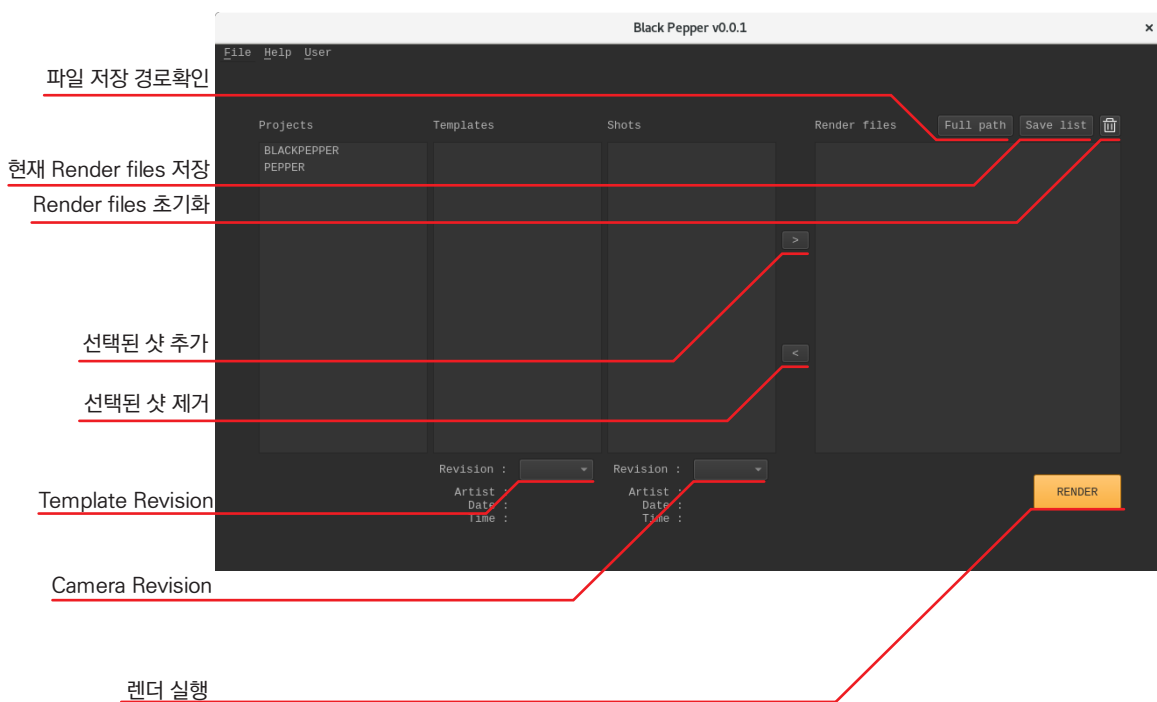 Black Pepper v0.0.1 ×
File Help User
파일 저장 경로확인
Projects Templates Shots Render files Full path Save list
BLACKPEPPER
PEPPER
현재 Render files 저장
Render files 초기화
>
선택된 샷 추가
<
선택된 샷 제거
Revision : Revision :
Artist : Artist :
Date : Date :
Time : Time :
RENDER
Template Revision
Camera Revision
렌더 실행